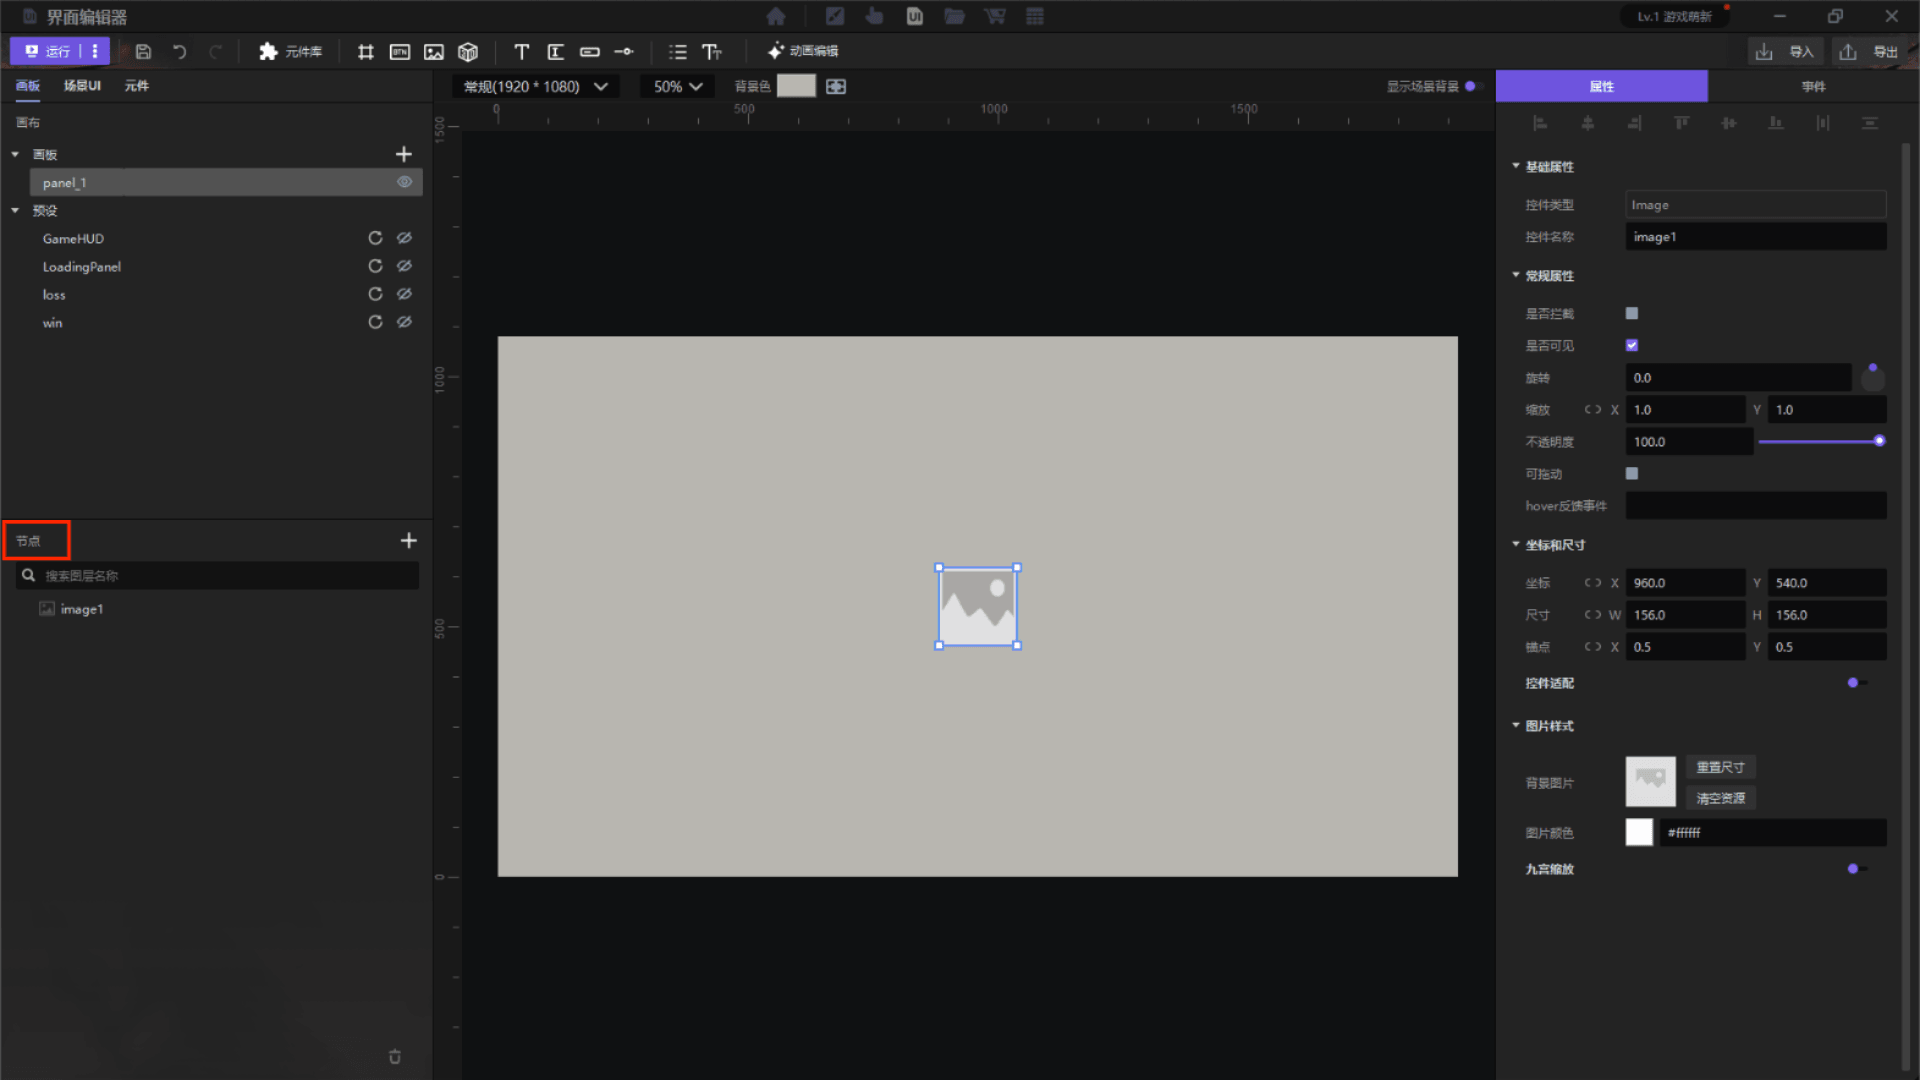 界面编辑器
UI
Lv.1 游戏萌新
运行
元件库
BTN
动画编辑
导入
导出
画板 场景UI 元件
常规(1920 * 1080)
50%
背景色
显示场景背景
属性
事件
画布
画板
panel_1
预设
GameHUD
LoadingPanel
loss
win
节点
搜索图层名称
image1
0 500 1000 1500
1500
1000
500
0
基础属性
控件类型 Image
控件名称 image1
常规属性
是否拦截
是否可见
旋转 0.0
缩放 X 1.0 Y 1.0
不透明度 100.0
可拖动
hover反馈事件
坐标和尺寸
坐标 X 960.0 Y 540.0
尺寸 W 156.0 H 156.0
锚点 X 0.5 Y 0.5
控件适配
图片样式
背景图片
重置尺寸
清空资源
图片颜色 #ffffff
九宫缩放